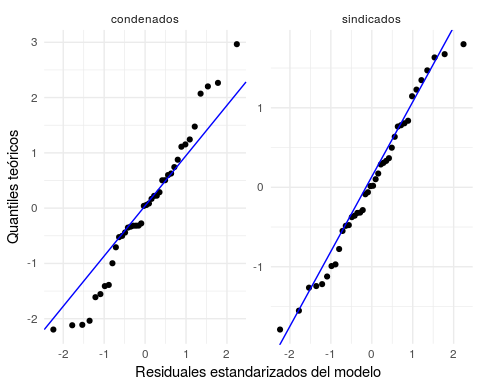 condenados sindicados
Cuantiles teóricos
3
2
1
0
-1
-2
1
0
-1
-2 -1 0 1 2 -2 -1 0 1 2
Residuales estandarizados del modelo